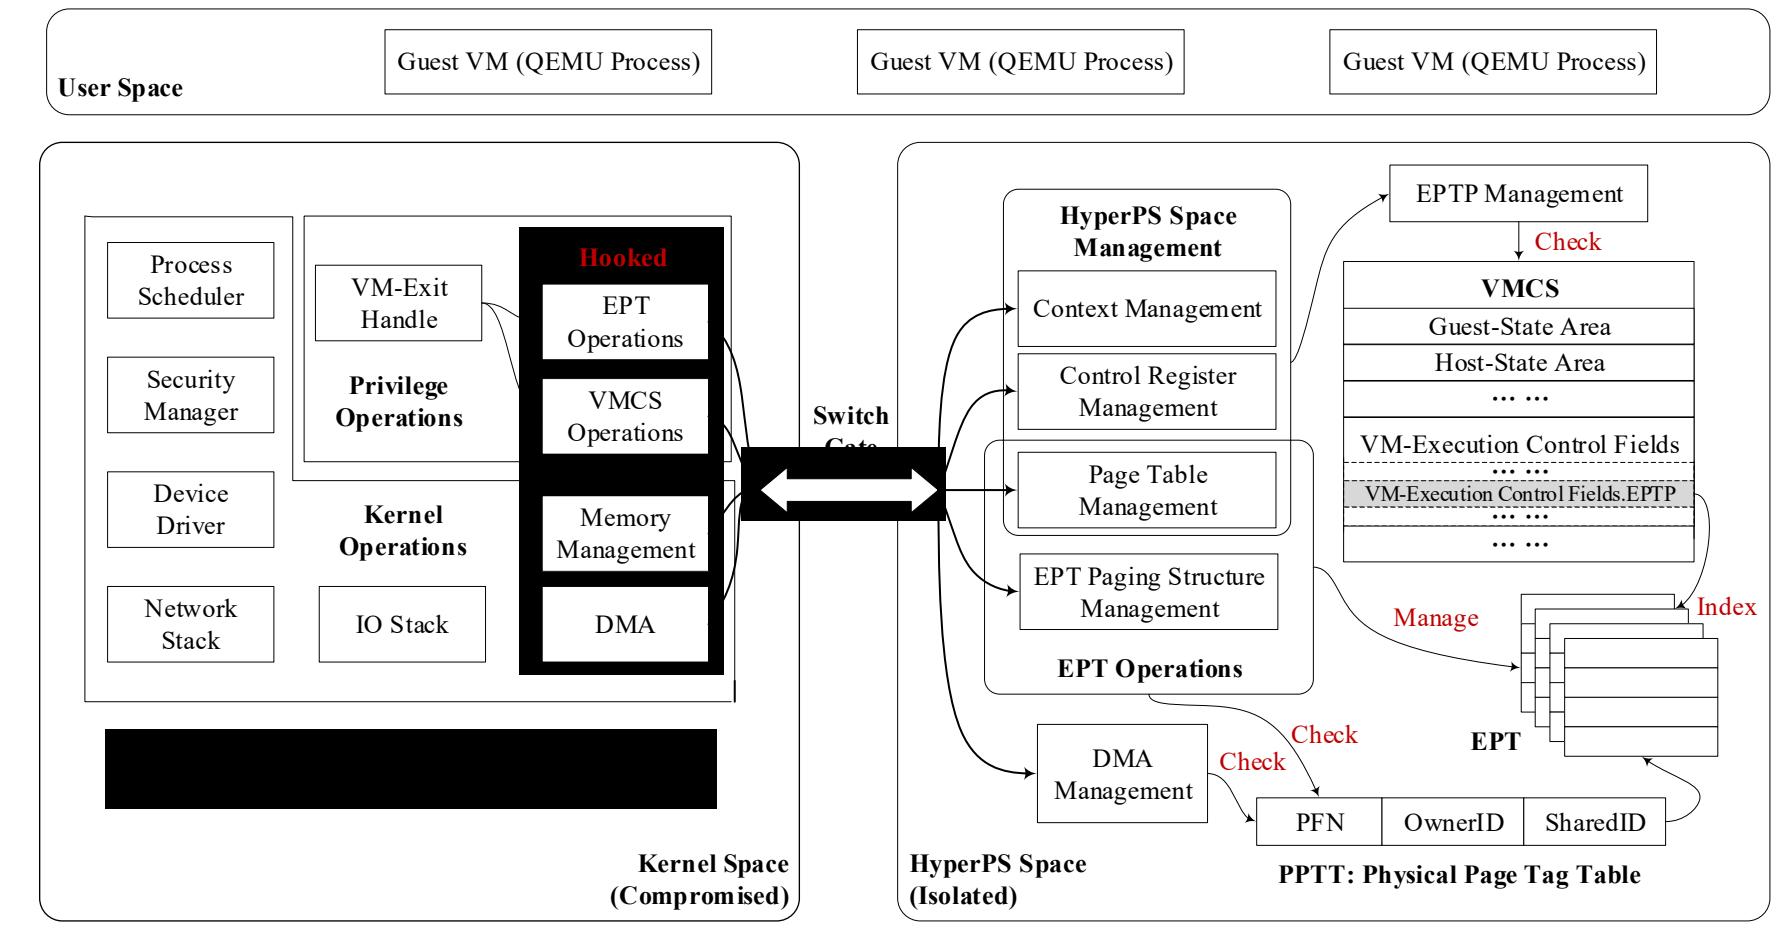 Guest VM (QEMU Process)
Guest VM (QEMU Process)
Guest VM (QEMU Process)
User Space
Process
Scheduler
Security
Manager
Device
Driver
Network
Stack
VM-Exit
Handle
Privilege
Operations
Kernel
Operations
IO Stack
Hooked
EPT
Operations
VMCS
Operations
Memory
Management
DMA
Kernel Space
(Compromised)
Switch
Gate
HyperPS Space
Management
Context Management
Control Register
Management
Page Table
Management
EPT Paging Structure
Management
EPT Operations
DMA
Management
HyperPS Space
(Isolated)
EPTP Management
Check
VMCS
Guest-State Area
Host-State Area
... ...
VM-Execution Control Fields
... ...
VM-Execution Control Fields.EPTP
... ...
... ...
Index
Manage
EPT
Check
Check
PFN
OwnerID
SharedID
PPTT: Physical Page Tag Table